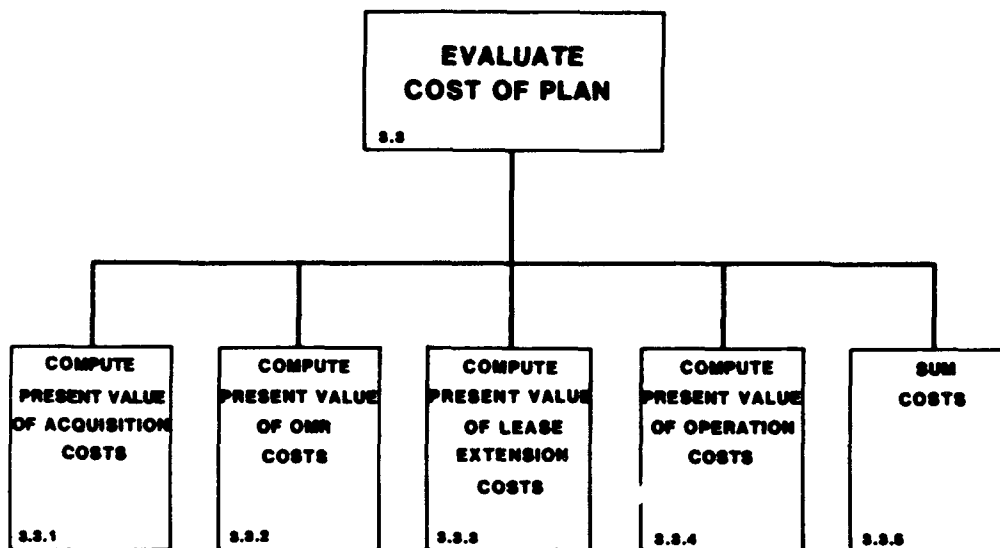 EVALUATE
COST OF PLAN
3.3
COMPUTE
PRESENT VALUE
OF ACQUISITION
COSTS
3.3.1
COMPUTE
PRESENT VALUE
OF OMR
COSTS
3.3.2
COMPUTE
PRESENT VALUE
OF LEASE
EXTENSION
COSTS
3.3.3
COMPUTE
PRESENT VALUE
OF OPERATION
COSTS
3.3.4
SUM
COSTS
3.3.5